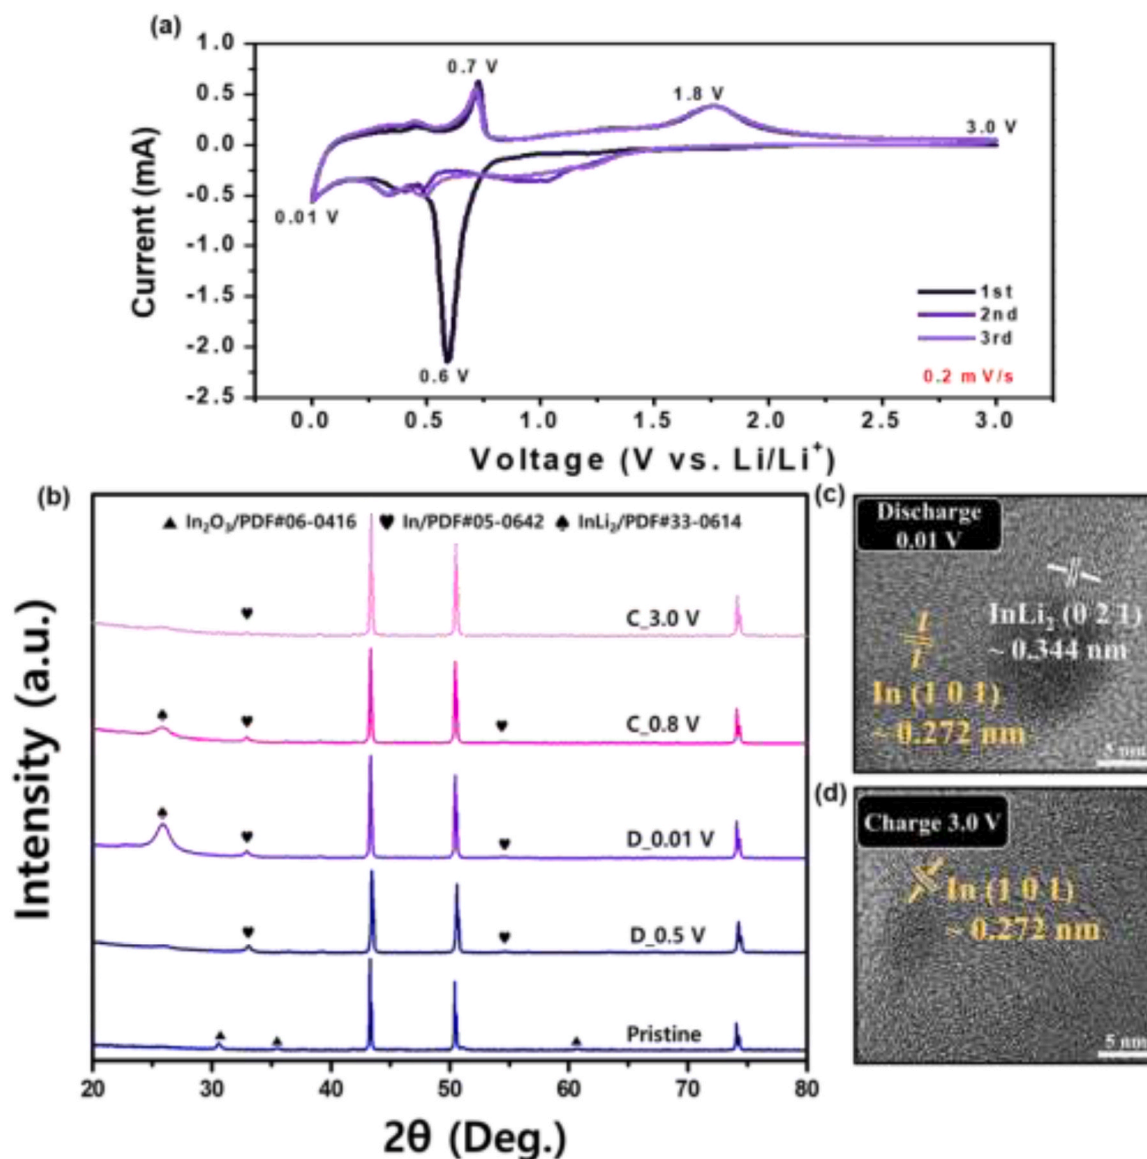 (a)
1.0
0.5
0.0
-0.5
-1.0
-1.5
-2.0
-2.5
Current (mA)
0.7 V
1.8 V
3.0 V
0.01 V
0.6 V
1st
2nd
3rd
0.2 mV/s
0.0 0.5 1.0 1.5 2.0 2.5 3.0
Voltage (V vs. Li/Li⁺)
(b)
▲ In₂O₃/PDF#06-0416 ♥ In/PDF#05-0642 ♠ InLi₂/PDF#33-0614
Intensity (a.u.)
C_3.0 V
C_0.8 V
D_0.01 V
D_0.5 V
Pristine
20 30 40 50 60 70 80
2θ (Deg.)
(c)
Discharge
0.01 V
InLi₂ (0 2 1)
~ 0.344 nm
In (1 0 1)
~ 0.272 nm
5 nm
(d)
Charge 3.0 V
In (1 0 1)
~ 0.272 nm
5 nm